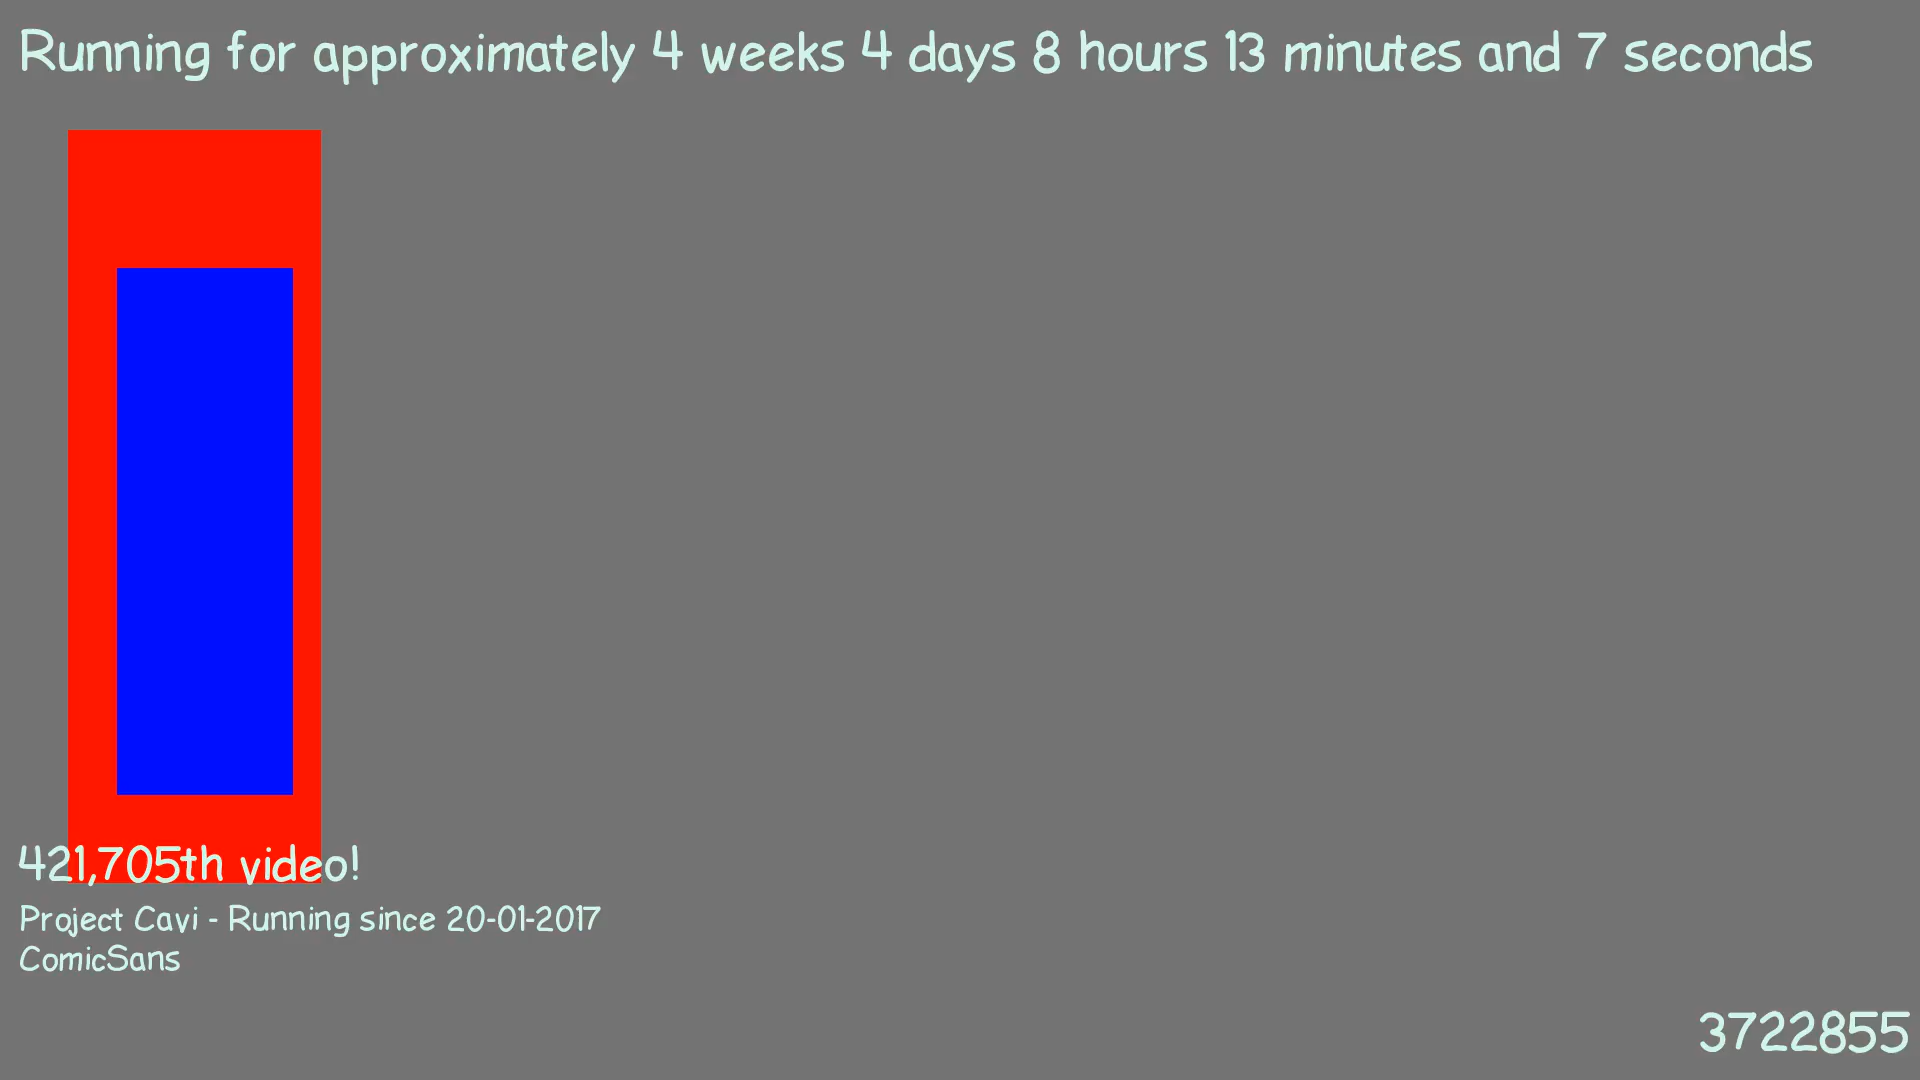 Running for approximately 4 weeks 4 days 8 hours 13 minutes and 7 seconds
421,705th video!
Project Cavi - Running since 20-01-2017
ComicSans
3722855